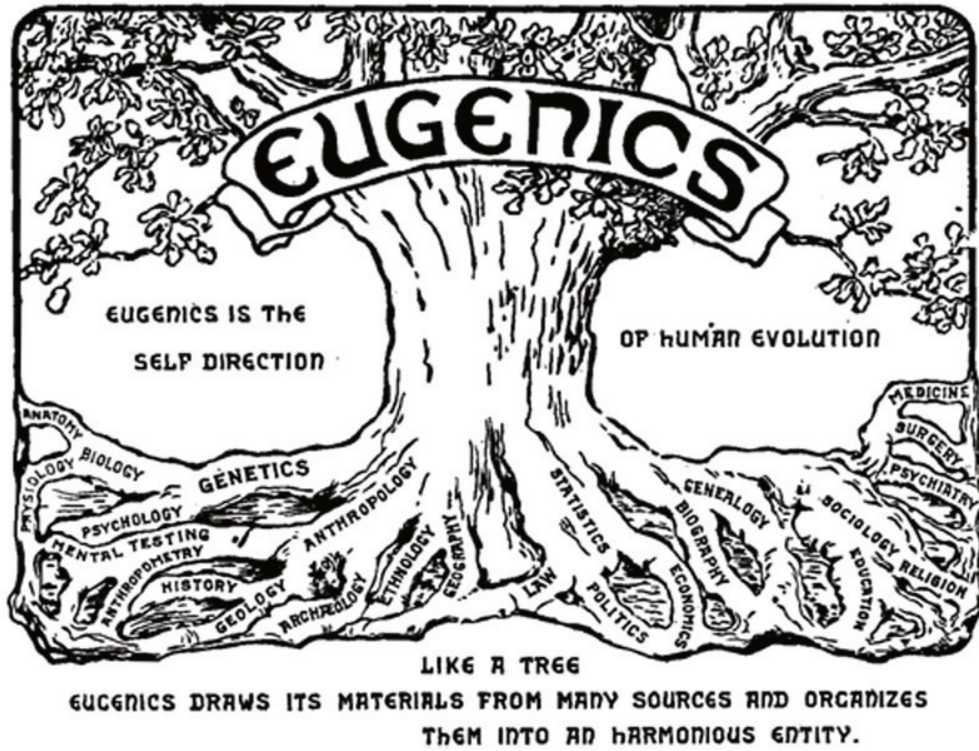 EUGENICS
EUGENICS IS THE
SELF DIRECTION
OF HUMAN EVOLUTION
ANATOMY
PHYSIOLOGY
BIOLOGY
GENETICS
PSYCHOLOGY
MENTAL TESTING
ANTHROPOMETRY
HISTORY
ANTHROPOLOGY
GEOLOGY
ARCHÆOLOGY
ETHNOLOGY
GEOGRAPHY
LAW
STATISTICS
POLITICS
ECONOMICS
BIOGRAPHY
GENEALOGY
EDUCATION
SOCIOLOGY
RELIGION
PSYCHIATRY
SURGERY
MEDICINE
LIKE A TREE
EUGENICS DRAWS ITS MATERIALS FROM MANY SOURCES AND ORGANIZES
THEM INTO AN HARMONIOUS ENTITY.